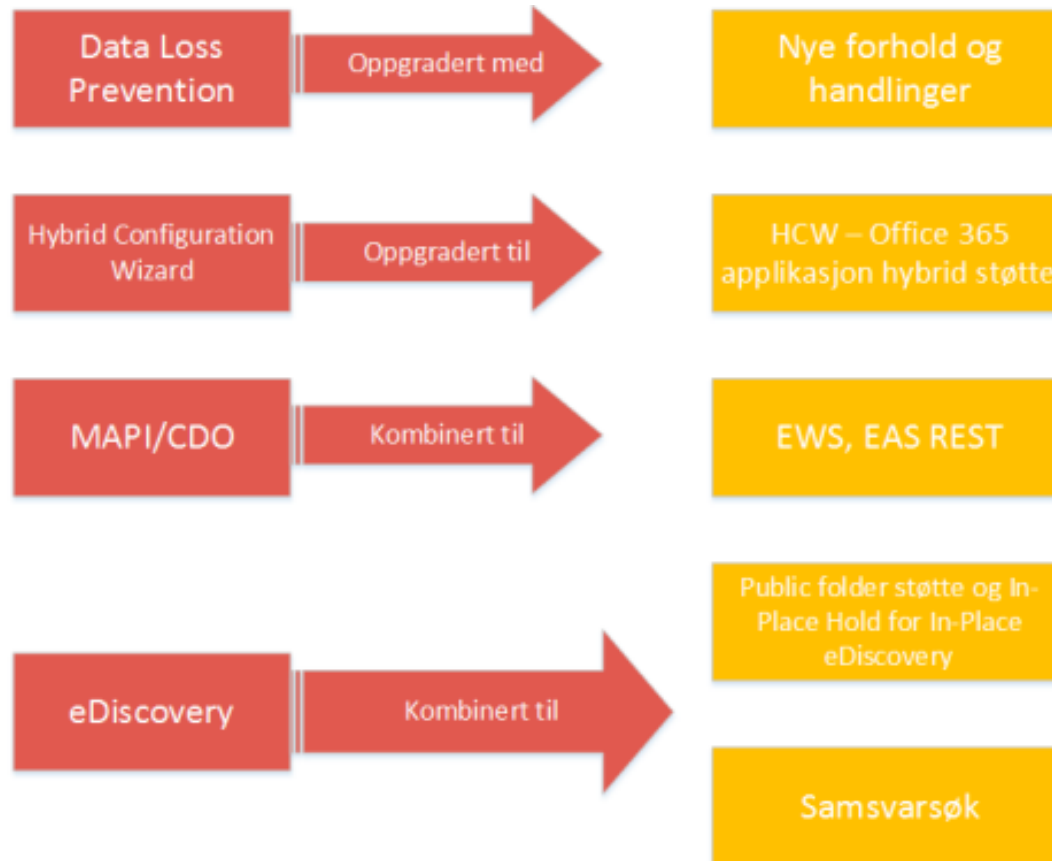 Data Loss
Prevention
Oppgradert med
Nye forhold og
handlinger
Hybrid Configuration
Wizard
Oppgradert til
HCW – Office 365
applikasjon hybrid støtte
MAPI/CDO
Kombinert til
EWS, EAS REST
eDiscovery
Kombinert til
Public folder støtte og In-
Place Hold for In-Place
eDiscovery
Samsvarsøk